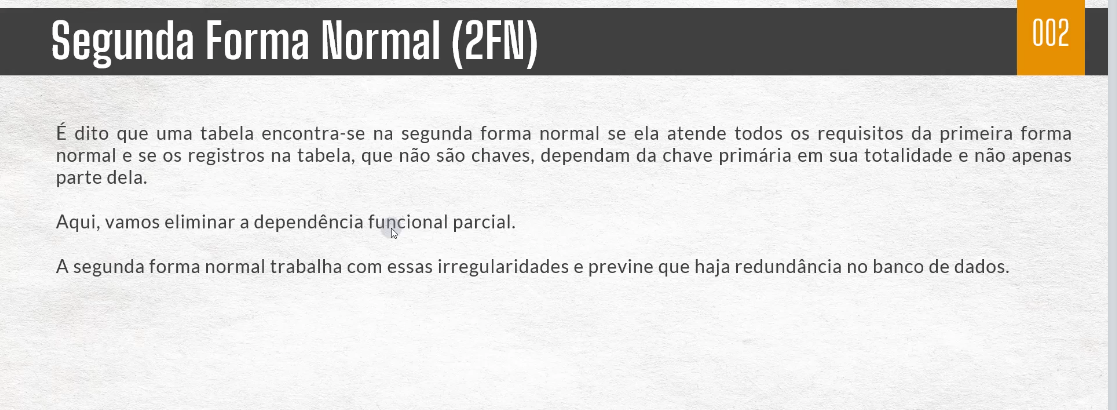 Segunda Forma Normal (2FN)
002
É dito que uma tabela encontra-se na segunda forma normal se ela atende todos os requisitos da primeira forma
normal e se os registros na tabela, que não são chaves, dependam da chave primária em sua totalidade e não apenas
parte dela.
Aqui, vamos eliminar a dependência funcional parcial.
A segunda forma normal trabalha com essas irregularidades e previne que haja redundância no banco de dados.